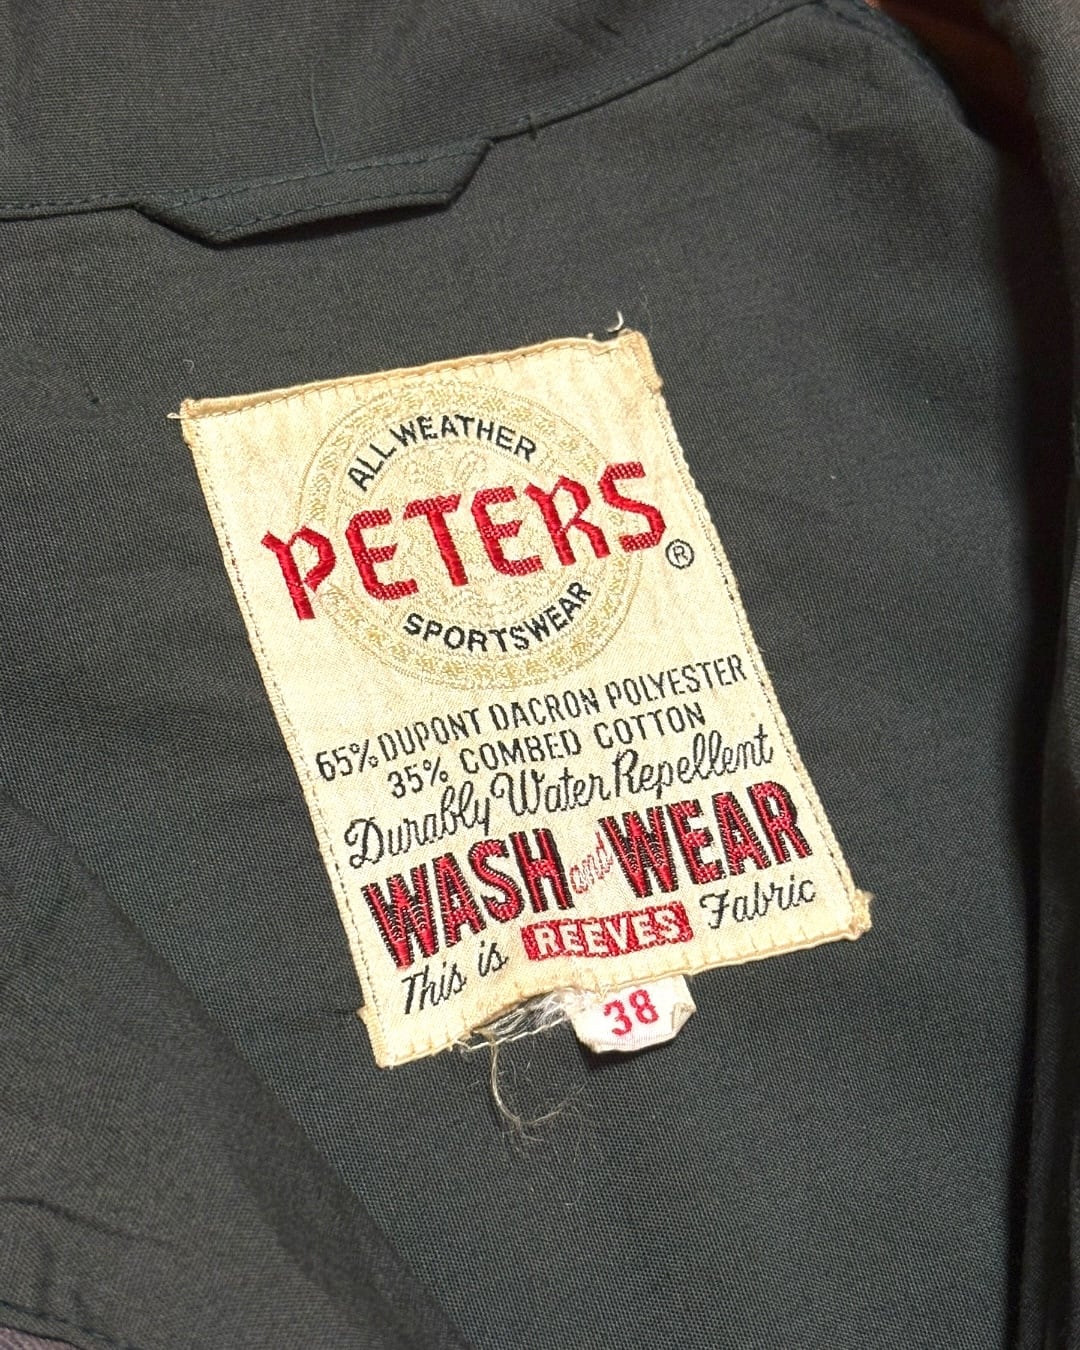 ALL WEATHER
PETERS ®
SPORTSWEAR
65% DUPONT DACRON POLYESTER
35% COMBED COTTON
Durably Water Repellent
WASH and WEAR
This is REEVES Fabric
38